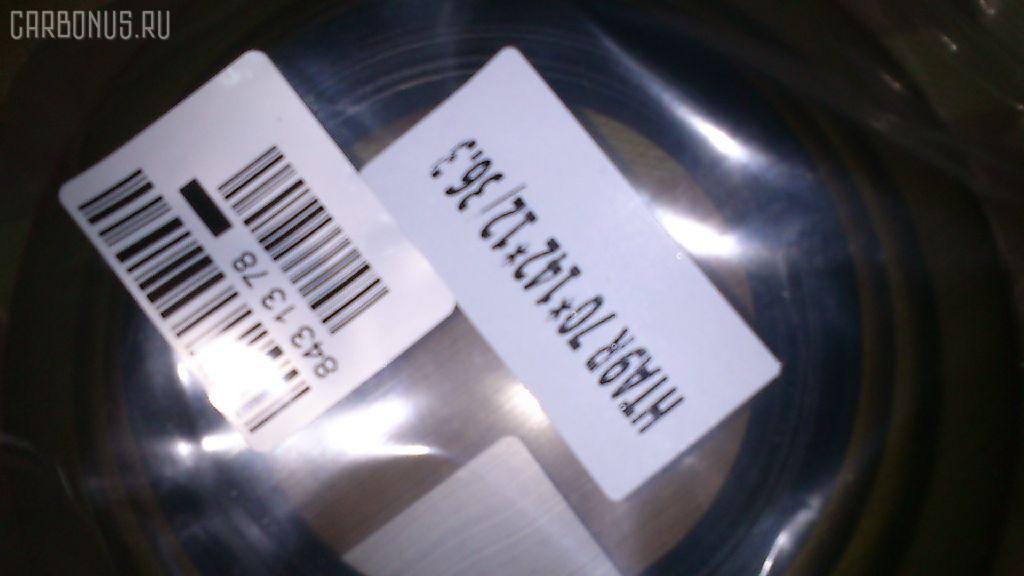 CARBONUS.RU
HTA9R 70*142*12/ 36,3
843 13 78